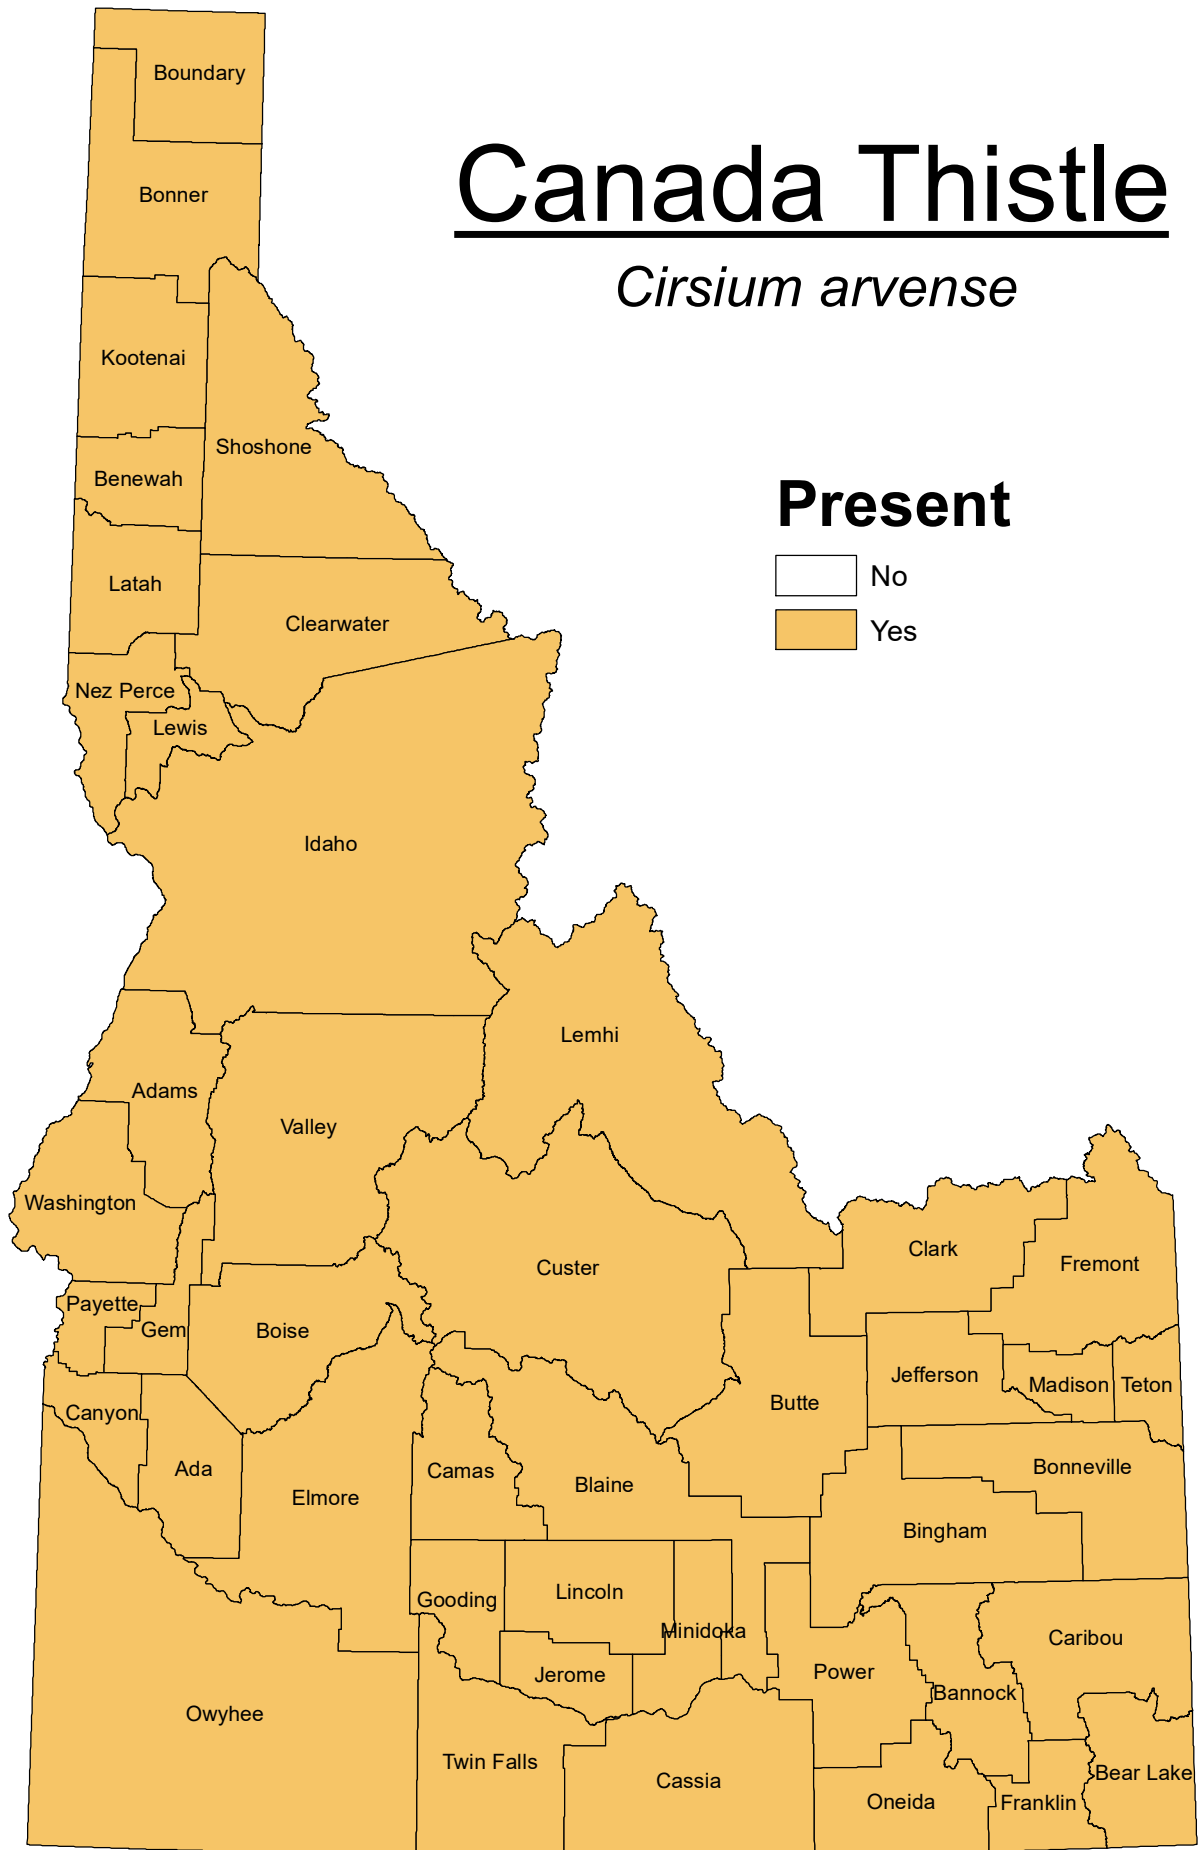 Canada Thistle
Cirsium arvense
Present
No
Yes
Boundary
Bonner
Kootenai
Shoshone
Benewah
Latah
Clearwater
Nez Perce
Lewis
Idaho
Lemhi
Adams
Valley
Washington
Clark
Fremont
Custer
Payette
Gem
Boise
Jefferson
Madison
Teton
Butte
Canyon
Ada
Camas
Blaine
Bonneville
Elmore
Bingham
Gooding
Lincoln
Minidoka
Caribou
Jerome
Power
Bannock
Owyhee
Twin Falls
Cassia
Bear Lake
Oneida
Franklin